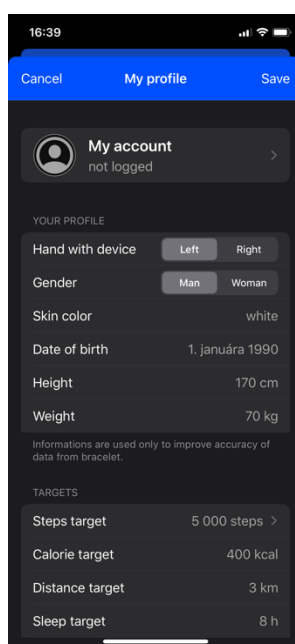 16:39
Cancel My profile Save
My account
not logged
YOUR PROFILE
Hand with device Left Right
Gender Man Woman
Skin color white
Date of birth 1. januára 1990
Height 170 cm
Weight 70 kg
Informations are used only to improve accuracy of
data from bracelet.
TARGETS
Steps target 5 000 steps
Calorie target 400 kcal
Distance target 3 km
Sleep target 8 h